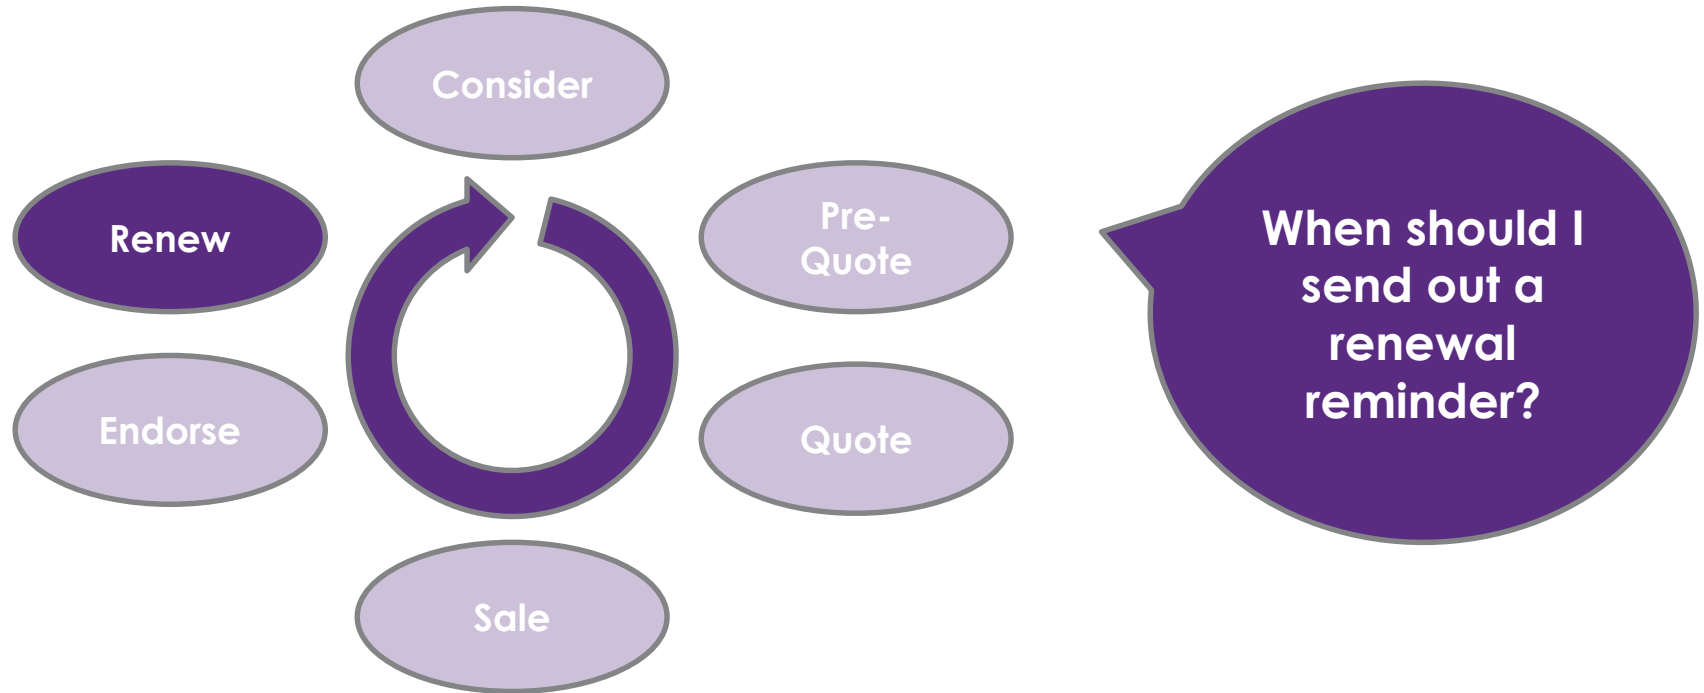 Consider
Renew
Pre-
Quote
Endorse
Quote
Sale
When should I
send out a
renewal
reminder?